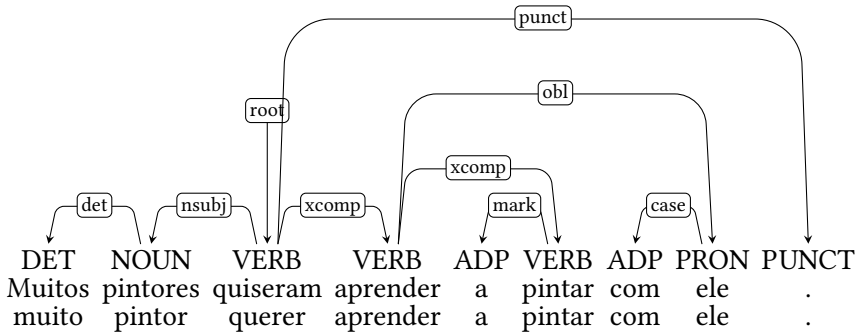 punct
obl
root
xcomp
det nsubj xcomp mark case
DET NOUN VERB VERB ADP VERB ADP PRON PUNCT
Muitos pintores quiseram aprender a pintar com ele .
muito pintor querer aprender a pintar com ele .